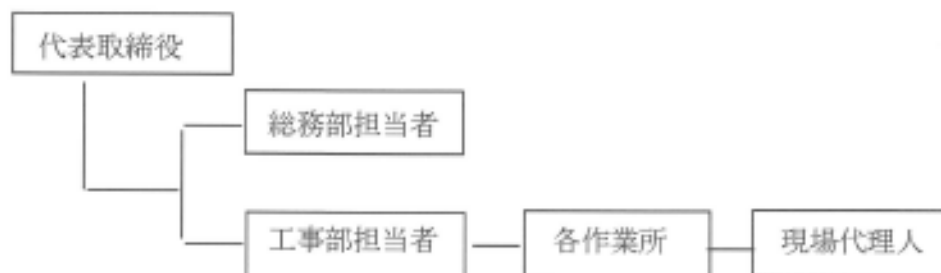 代表取締役
総務部担当者
工事部担当者
各作業所
現場代理人